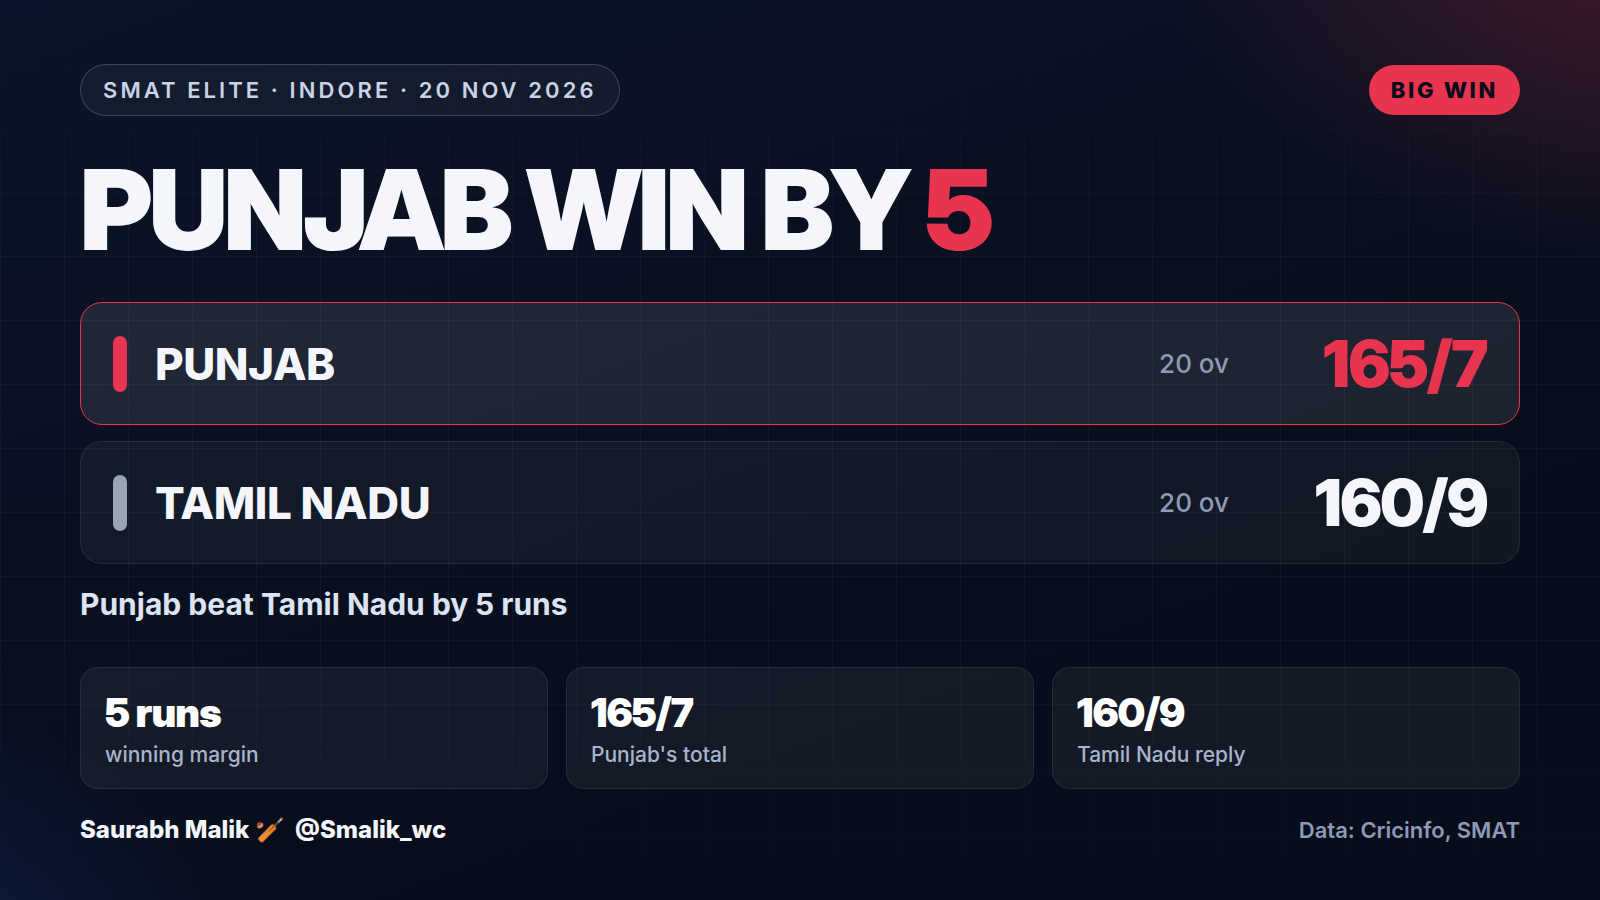 SMAT ELITE · INDORE · 20 NOV 2026
BIG WIN
PUNJAB WIN BY 5
PUNJAB 20 ov 165/7
TAMIL NADU 20 ov 160/9
Punjab beat Tamil Nadu by 5 runs
5 runs
winning margin
165/7
Punjab's total
160/9
Tamil Nadu reply
Saurabh Malik 🏏 @Smalik_wc
Data: Cricinfo, SMAT